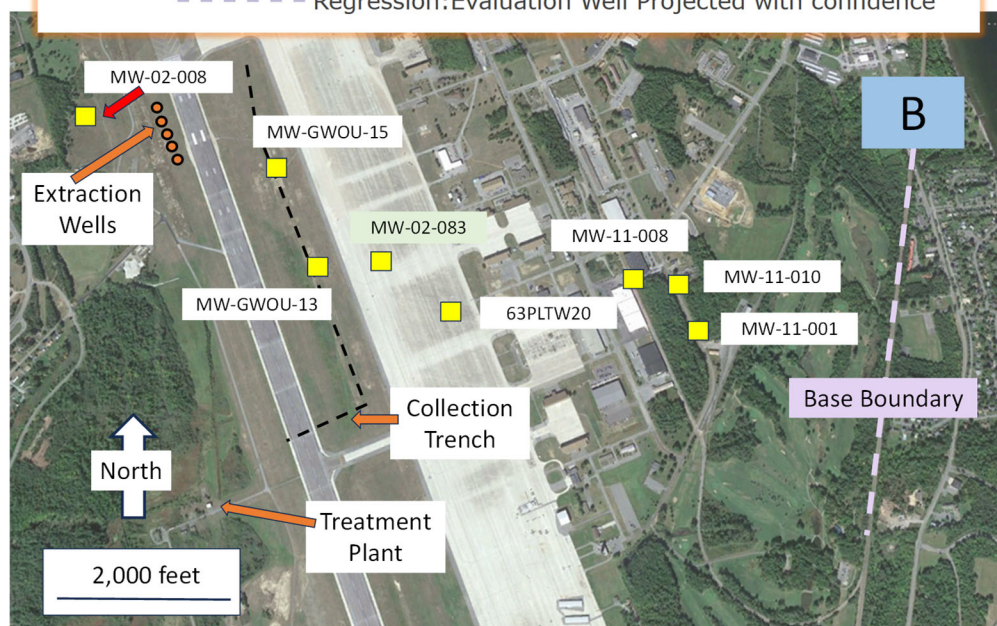 Regression:Evaluation Well Projected with confidence
MW-02-008
B
MW-GWOU-15
Extraction
Wells
MW-02-083
MW-11-008
MW-11-010
MW-GWOU-13
63PLTW20
MW-11-001
Base Boundary
Collection
Trench
North
Treatment
Plant
2,000 feet